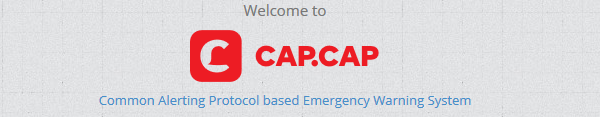 Welcome to
CAP.CAP
Common Alerting Protocol based Emergency Warning System